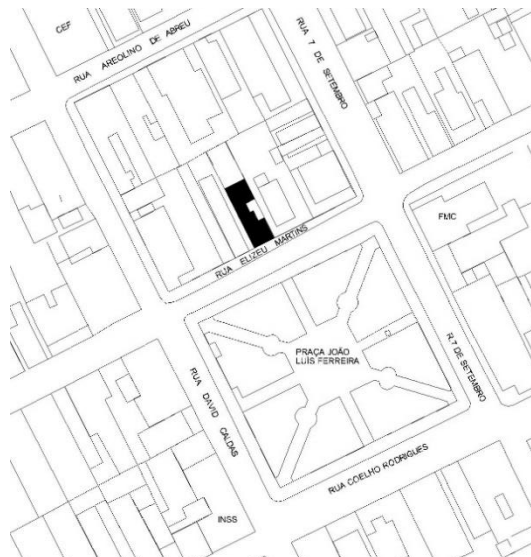 CEF
RUA AREOLINO DE ABREU
RUA 7 DE SETEMBRO
FMC
RUA ELIZEU MARTINS
PRAÇA JOÃO
LUÍS FERREIRA
R.7 DE SETEMBRO
RUA DAVID CALDAS
RUA COELHO RODRIGUES
INSS